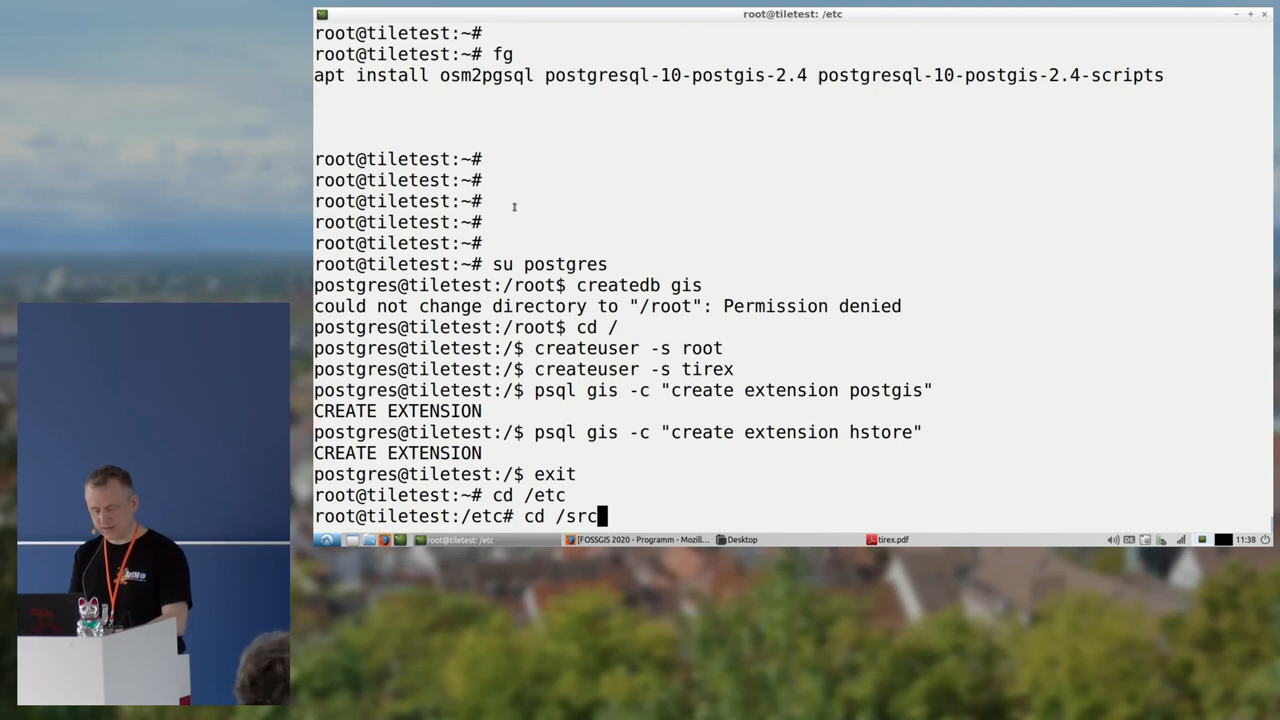 root@tiletest: /etc
root@tiletest:~#
root@tiletest:~# fg
apt install osm2pgsql postgresql-10-postgis-2.4 postgresql-10-postgis-2.4-scripts
root@tiletest:~#
root@tiletest:~#
root@tiletest:~#
root@tiletest:~#
root@tiletest:~#
root@tiletest:~# su postgres
postgres@tiletest:/root$ createdb gis
could not change directory to "/root": Permission denied
postgres@tiletest:/root$ cd /
postgres@tiletest:/$ createuser -s root
postgres@tiletest:/$ createuser -s tirex
postgres@tiletest:/$ psql gis -c "create extension postgis"
CREATE EXTENSION
postgres@tiletest:/$ psql gis -c "create extension hstore"
CREATE EXTENSION
postgres@tiletest:/$ exit
root@tiletest:~# cd /etc
root@tiletest:/etc# cd /src
root@tiletest: /etc
[FOSSGIS 2020 - Programm - Mozill...
Desktop
tirex.pdf
DE
11:38